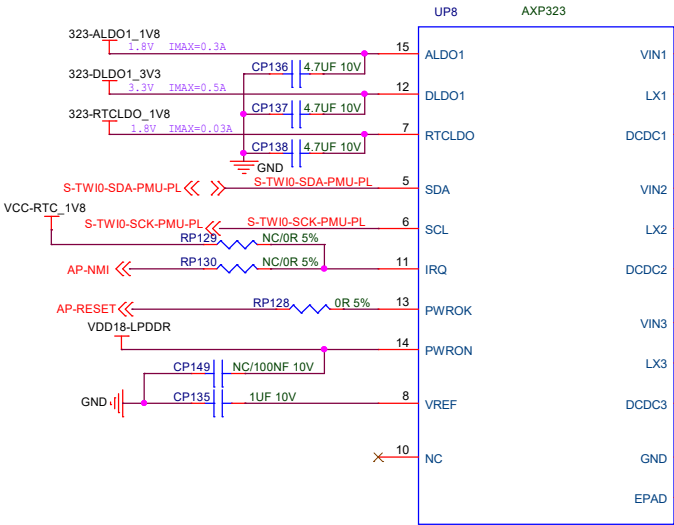 UP8 AXP323
323-ALDO1_1V8
1.8V IMAX=0.3A
15 ALDO1 VIN1
CP136 4.7UF 10V
323-DLDO1_3V3
3.3V IMAX=0.5A
12 DLDO1 LX1
CP137 4.7UF 10V
323-RTCLDO_1V8
1.8V IMAX=0.03A
7 RTCLDO DCDC1
CP138 4.7UF 10V
GND
S-TWI0-SDA-PMU-PL S-TWI0-SDA-PMU-PL 5 SDA VIN2
VCC-RTC_1V8
S-TWI0-SCK-PMU-PL S-TWI0-SCK-PMU-PL 6 SCL LX2
RP129 NC/0R 5%
AP-NMI RP130 NC/0R 5% 11 IRQ DCDC2
AP-RESET RP128 0R 5% 13 PWROK
VIN3
VDD18-LPDDR
14 PWRON
LX3
CP149 NC/100NF 10V
GND CP135 1UF 10V 8 VREF DCDC3
10 NC GND
EPAD